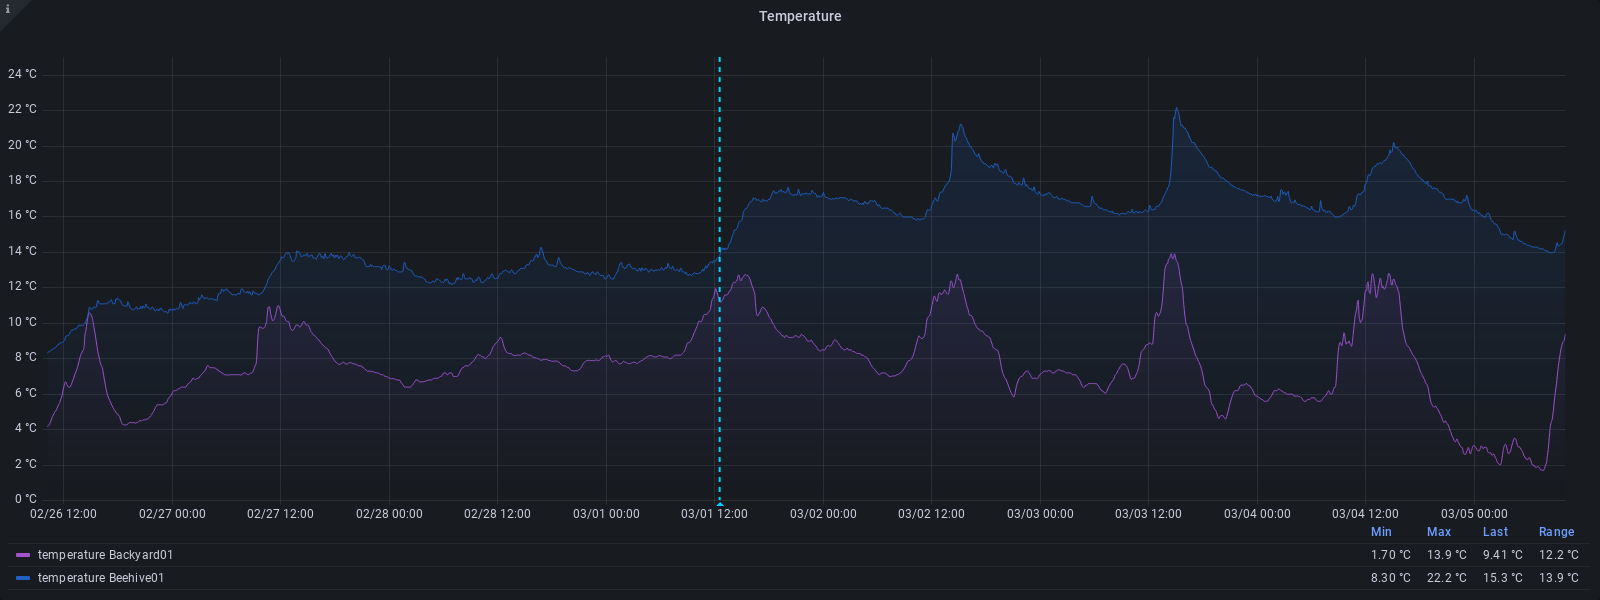 i
Temperature
24 °C
22 °C
20 °C
18 °C
16 °C
14 °C
12 °C
10 °C
8 °C
6 °C
4 °C
2 °C
0 °C
02/26 12:00 02/27 00:00 02/27 12:00 02/28 00:00 02/28 12:00 03/01 00:00 03/01 12:00 03/02 00:00 03/02 12:00 03/03 00:00 03/03 12:00 03/04 00:00 03/04 12:00 03/05 00:00
Min Max Last Range
temperature Backyard01 1.70 °C 13.9 °C 9.41 °C 12.2 °C
temperature Beehive01 8.30 °C 22.2 °C 15.3 °C 13.9 °C